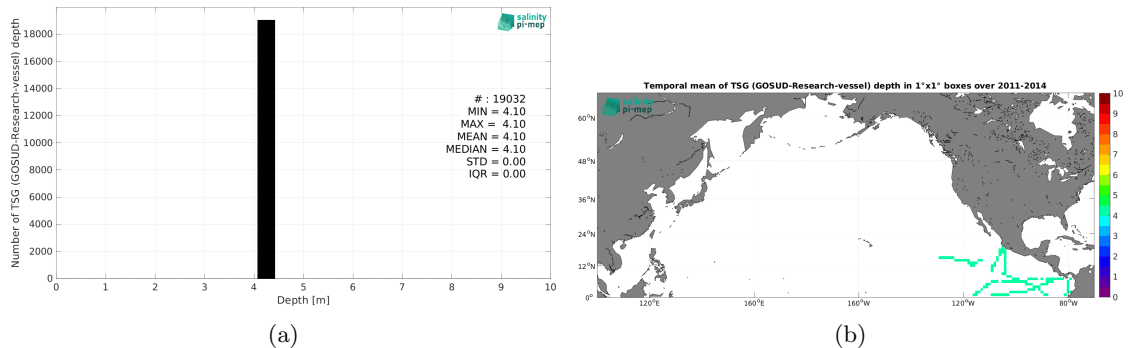 salinity
pi-mep
Number of TSG (GOSUD-Research-vessel) depth
18000
16000
14000
12000
10000
8000
6000
4000
2000
0
# : 19032
MIN = 4.10
MAX = 4.10
MEAN = 4.10
MEDIAN = 4.10
STD = 0.00
IQR = 0.00
0 1 2 3 4 5 6 7 8 9 10
Depth [m]
(a)
Temporal mean of TSG (GOSUD-Research-vessel) depth in 1°x1° boxes over 2011-2014
salinity
pi-mep
60°N
48°N
36°N
24°N
12°N
0°
120°E 160°E 160°W 120°W 80°W
10
9
8
7
6
5
4
3
2
1
0
(b)